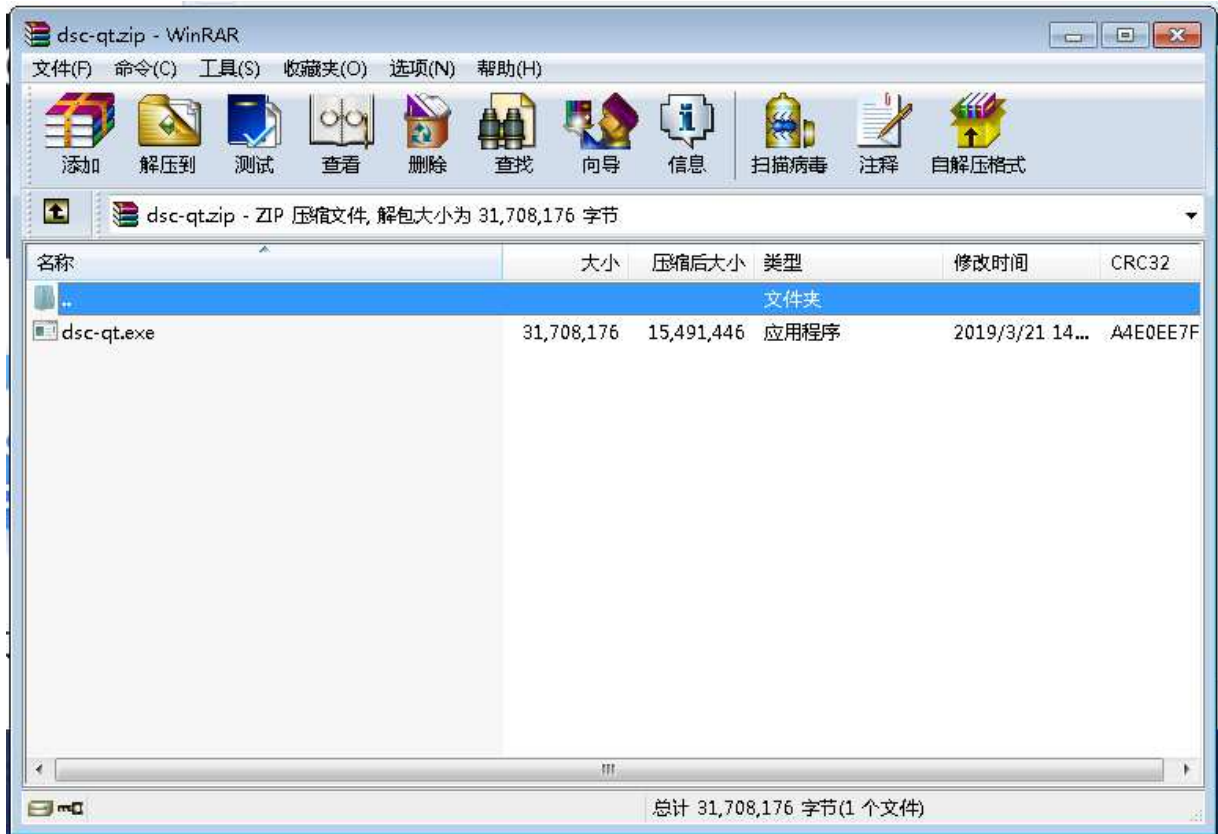 dsc-qt.zip - WinRAR
文件(F) 命令(C) 工具(S) 收藏夹(O) 选项(N) 帮助(H)
添加 解压到 测试 查看 删除 查找 向导 信息 扫描病毒 注释 自解压格式
dsc-qt.zip - ZIP 压缩文件, 解包大小为 31,708,176 字节
名称 大小 压缩后大小 类型 修改时间 CRC32
.. 文件夹
dsc-qt.exe 31,708,176 15,491,446 应用程序 2019/3/21 14... A4E0EE7F
总计 31,708,176 字节(1 个文件)